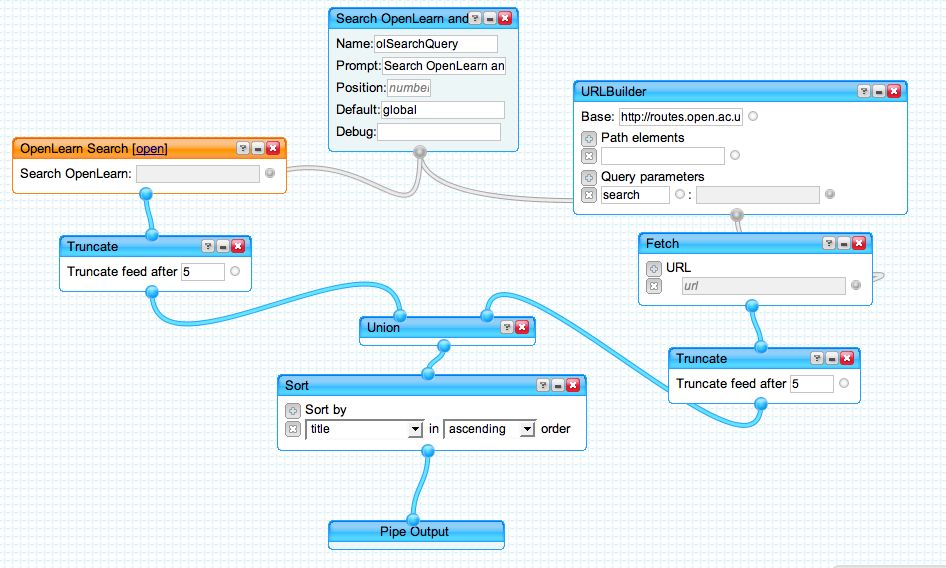 Search OpenLearn and
Name: olSearchQuery
Prompt: Search OpenLearn an
Position: number
Default: global
Debug:
URLBuilder
Base: http://routes.open.ac.u
Path elements
Query parameters
search :
OpenLearn Search [open]
Search OpenLearn:
Truncate
Truncate feed after 5
Fetch
URL
url
Union
Truncate
Truncate feed after 5
Sort
Sort by
title in ascending order
Pipe Output